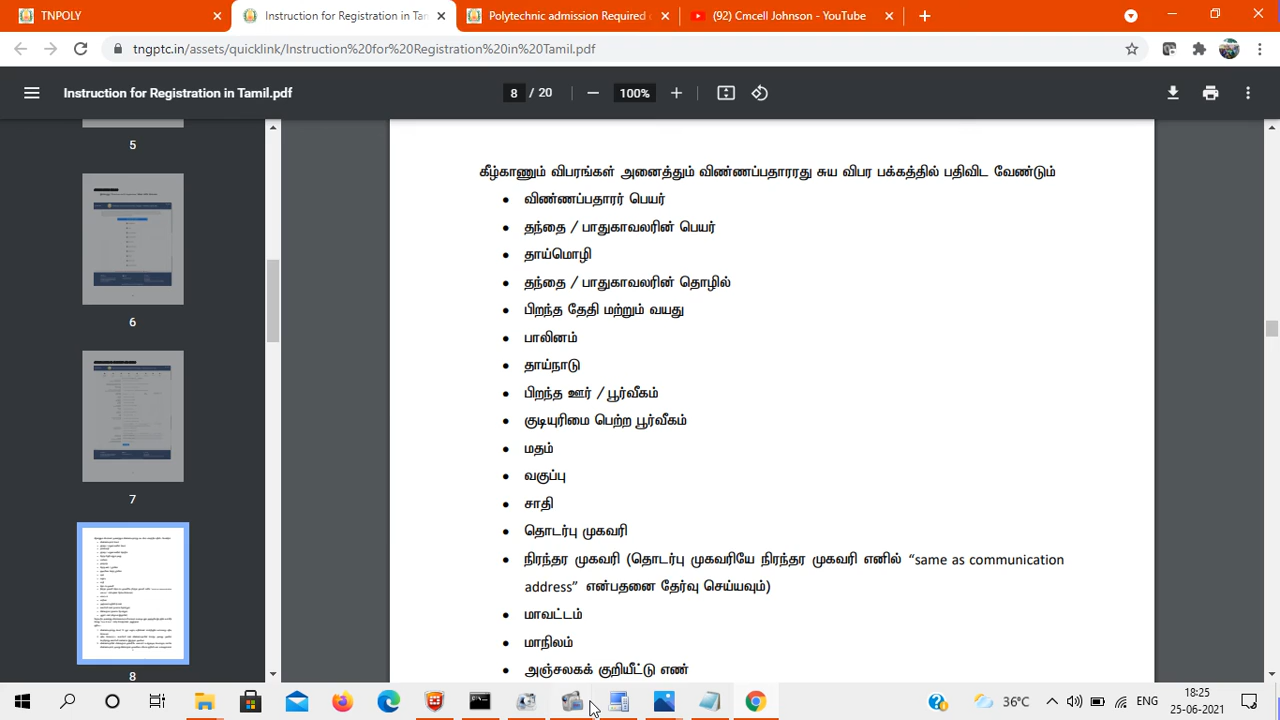 TNPOLY
Instruction for Registration in Ta
Polytechnic admission Required
(92) Cmcell Johnson - YouTube
tngptc.in/assets/quicklink/Instruction%20for%20Registration%20in%20Tamil.pdf
Instruction for Registration in Tamil.pdf
8 / 20
100%
5
6
7
8
கீழ்காணும் விபரங்கள் அனைத்தும் விண்ணப்பதாரரது சுய விபர பக்கத்தில் பதிவிட வேண்டும்
• விண்ணப்பதாரர் பெயர்
• தந்தை / பாதுகாவலரின் பெயர்
• தாய்மொழி
• தந்தை / பாதுகாவலரின் தொழில்
• பிறந்த தேதி மற்றும் வயது
• பாலினம்
• தாய்நாடு
• பிறந்த ஊர் / பூர்வீகம்
• குடியுரிமை பெற்ற பூர்வீகம்
• மதம்
• வகுப்பு
• சாதி
• தொடர்பு முகவரி
• நிரந்தர முகவரி (தொடர்பு முகவரியே நிரந்தர முகவரி எனில் “same as communication
address” என்பதனை தேர்வு செய்யவும்)
• மாவட்டம்
• மாநிலம்
• அஞ்சலகக் குறியீட்டு எண்
36°C
ENG
18:25
25-06-2021